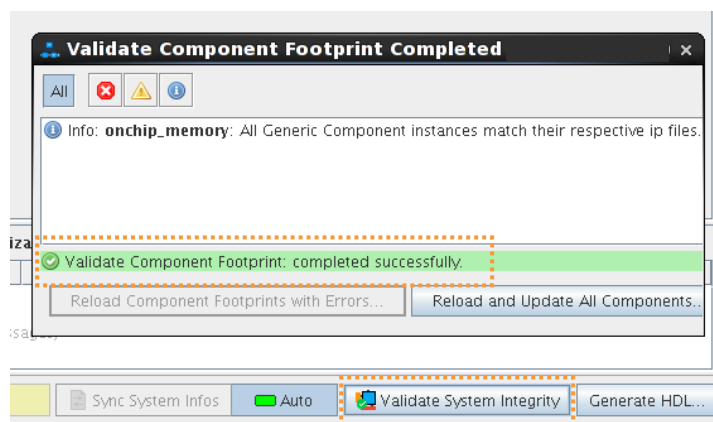 Validate Component Footprint Completed
All
Info: onchip_memory: All Generic Component instances match their respective ip files.
iza
Validate Component Footprint: completed successfully.
Reload Component Footprints with Errors...
Reload and Update All Components..
Sync System Infos
Auto
Validate System Integrity
Generate HDL...